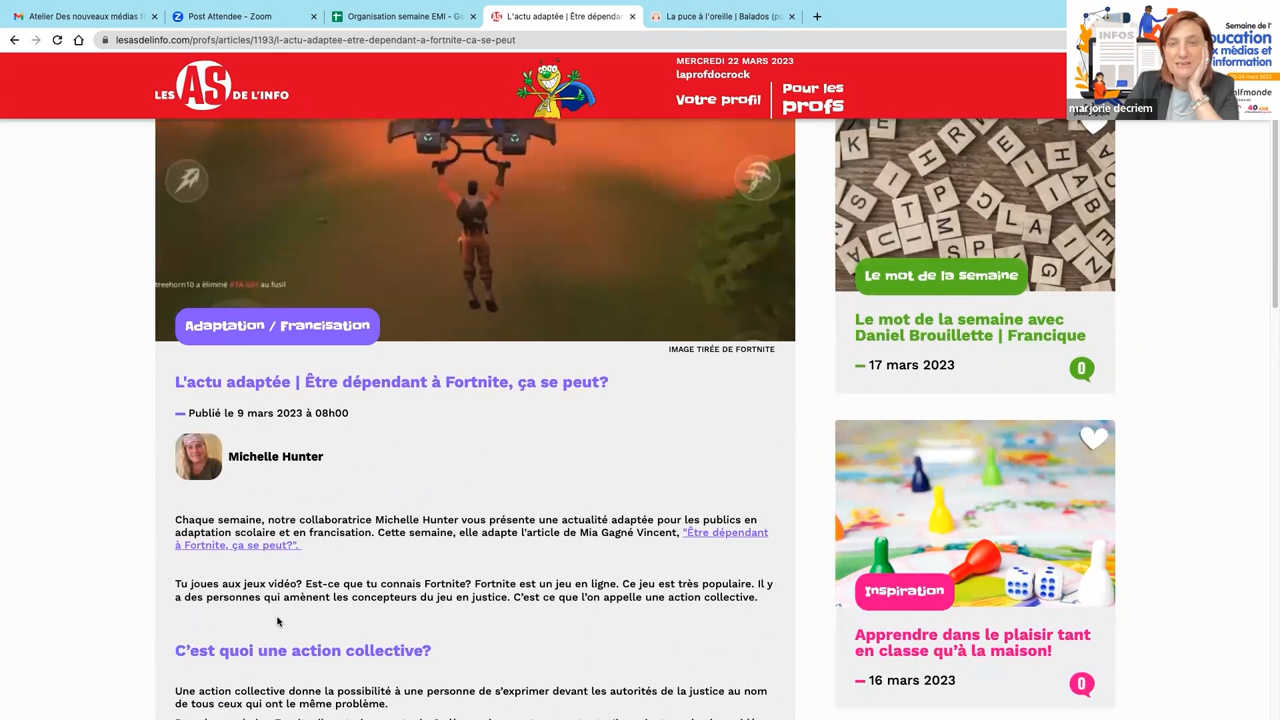 Atelier Des nouveaux médias f
Post Attendee - Zoom
Organisation semaine EMI - Go
L'actu adaptée | Être dépendan
La puce à l'oreille | Balados (po
lesasdelinfo.com/profs/articles/1193/l-actu-adaptee-etre-dependant-a-fortnite-ca-se-peut
LES AS DE L'INFO
MERCREDI 22 MARS 2023
laprofdocrock
Votre profil
Pour les
profs
INFOS
Semaine de l'
ducation
x médias et
information
marjorie decriem
treehorn10 a éliminé
au fusil
Adaptation / Francisation
IMAGE TIRÉE DE FORTNITE
L'actu adaptée | Être dépendant à Fortnite, ça se peut?
Publié le 9 mars 2023 à 08h00
Michelle Hunter
Chaque semaine, notre collaboratrice Michelle Hunter vous présente une actualité adaptée pour les publics en
adaptation scolaire et en francisation. Cette semaine, elle adapte l'article de Mia Gagné Vincent, "Être dépendant
à Fortnite, ça se peut?".
Tu joues aux jeux vidéo? Est-ce que tu connais Fortnite? Fortnite est un jeu en ligne. Ce jeu est très populaire. Il y
a des personnes qui amènent les concepteurs du jeu en justice. C'est ce que l'on appelle une action collective.
C'est quoi une action collective?
Une action collective donne la possibilité à une personne de s'exprimer devant les autorités de la justice au nom
de tous ceux qui ont le même problème.
Le mot de la semaine
Le mot de la semaine avec
Daniel Brouillette | Francique
17 mars 2023
0
Inspiration
Apprendre dans le plaisir tant
en classe qu'à la maison!
16 mars 2023
0